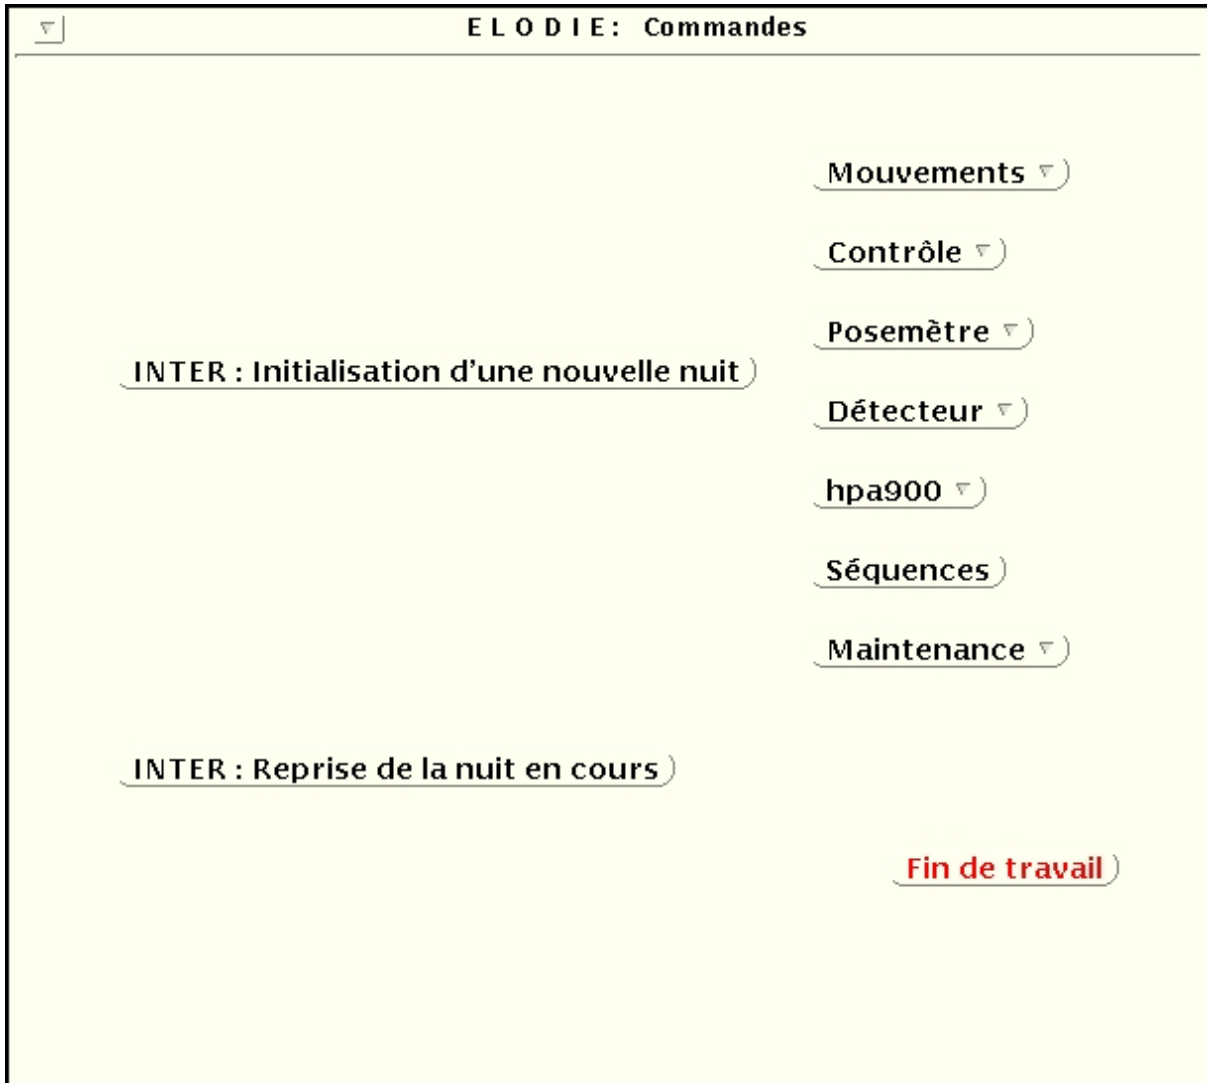 E L O D I E: Commandes
Mouvements
Contrôle
Posemètre
INTER : Initialisation d'une nouvelle nuit
Détecteur
hpa900
Séquences
Maintenance
INTER : Reprise de la nuit en cours
Fin de travail